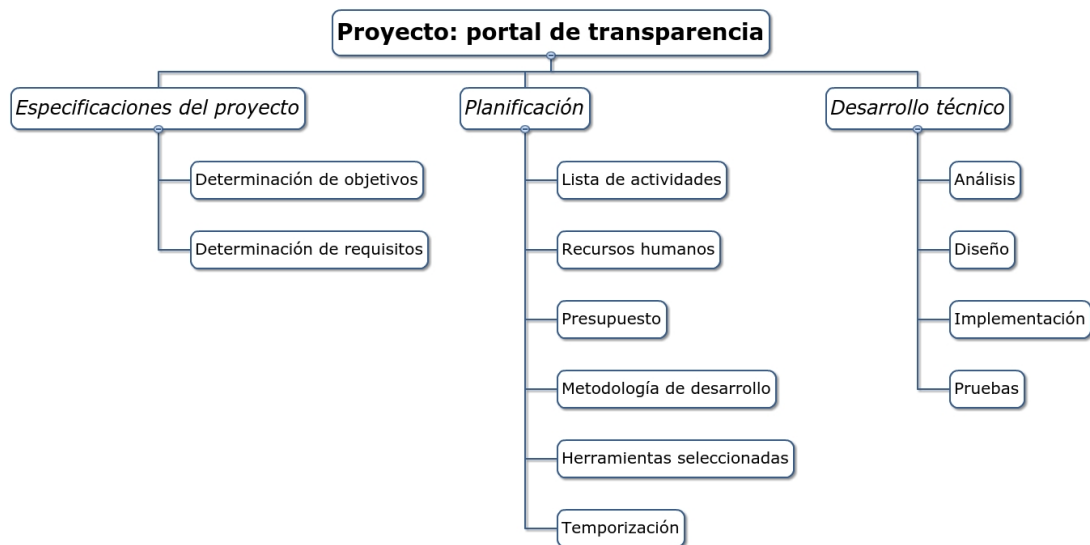 Proyecto: portal de transparencia
Especificaciones del proyecto
Determinación de objetivos
Determinación de requisitos
Planificación
Lista de actividades
Recursos humanos
Presupuesto
Metodología de desarrollo
Herramientas seleccionadas
Temporización
Desarrollo técnico
Análisis
Diseño
Implementación
Pruebas